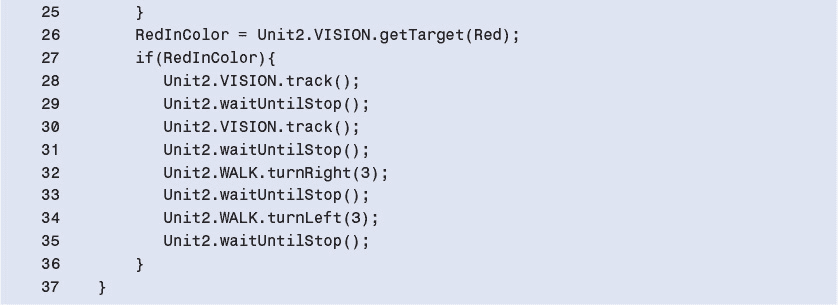 25        }
26        RedInColor = Unit2.VISION.getTarget(Red);
27        if(RedInColor){
28           Unit2.VISION.track();
29           Unit2.waitUntilStop();
30           Unit2.VISION.track();
31           Unit2.waitUntilStop();
32           Unit2.WALK.turnRight(3);
33           Unit2.waitUntilStop();
34           Unit2.WALK.turnLeft(3);
35           Unit2.waitUntilStop();
36        }
37    }